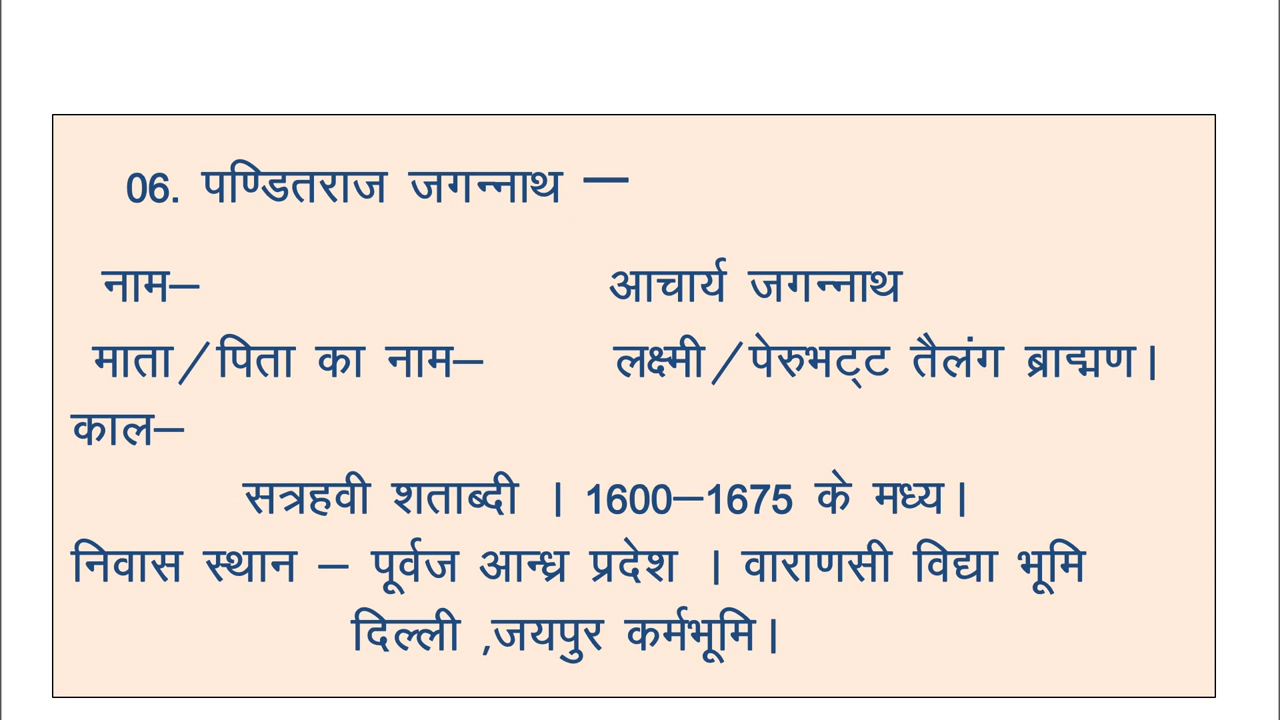 06. पण्डितराज जगन्नाथ —
नाम– आचार्य जगन्नाथ
माता/पिता का नाम– लक्ष्मी/पेरुभट्ट तैलंग ब्राह्मण।
काल–
सत्रहवी शताब्दी । 1600–1675 के मध्य।
निवास स्थान – पूर्वज आन्ध्र प्रदेश । वाराणसी विद्या भूमि
दिल्ली ,जयपुर कर्मभूमि।